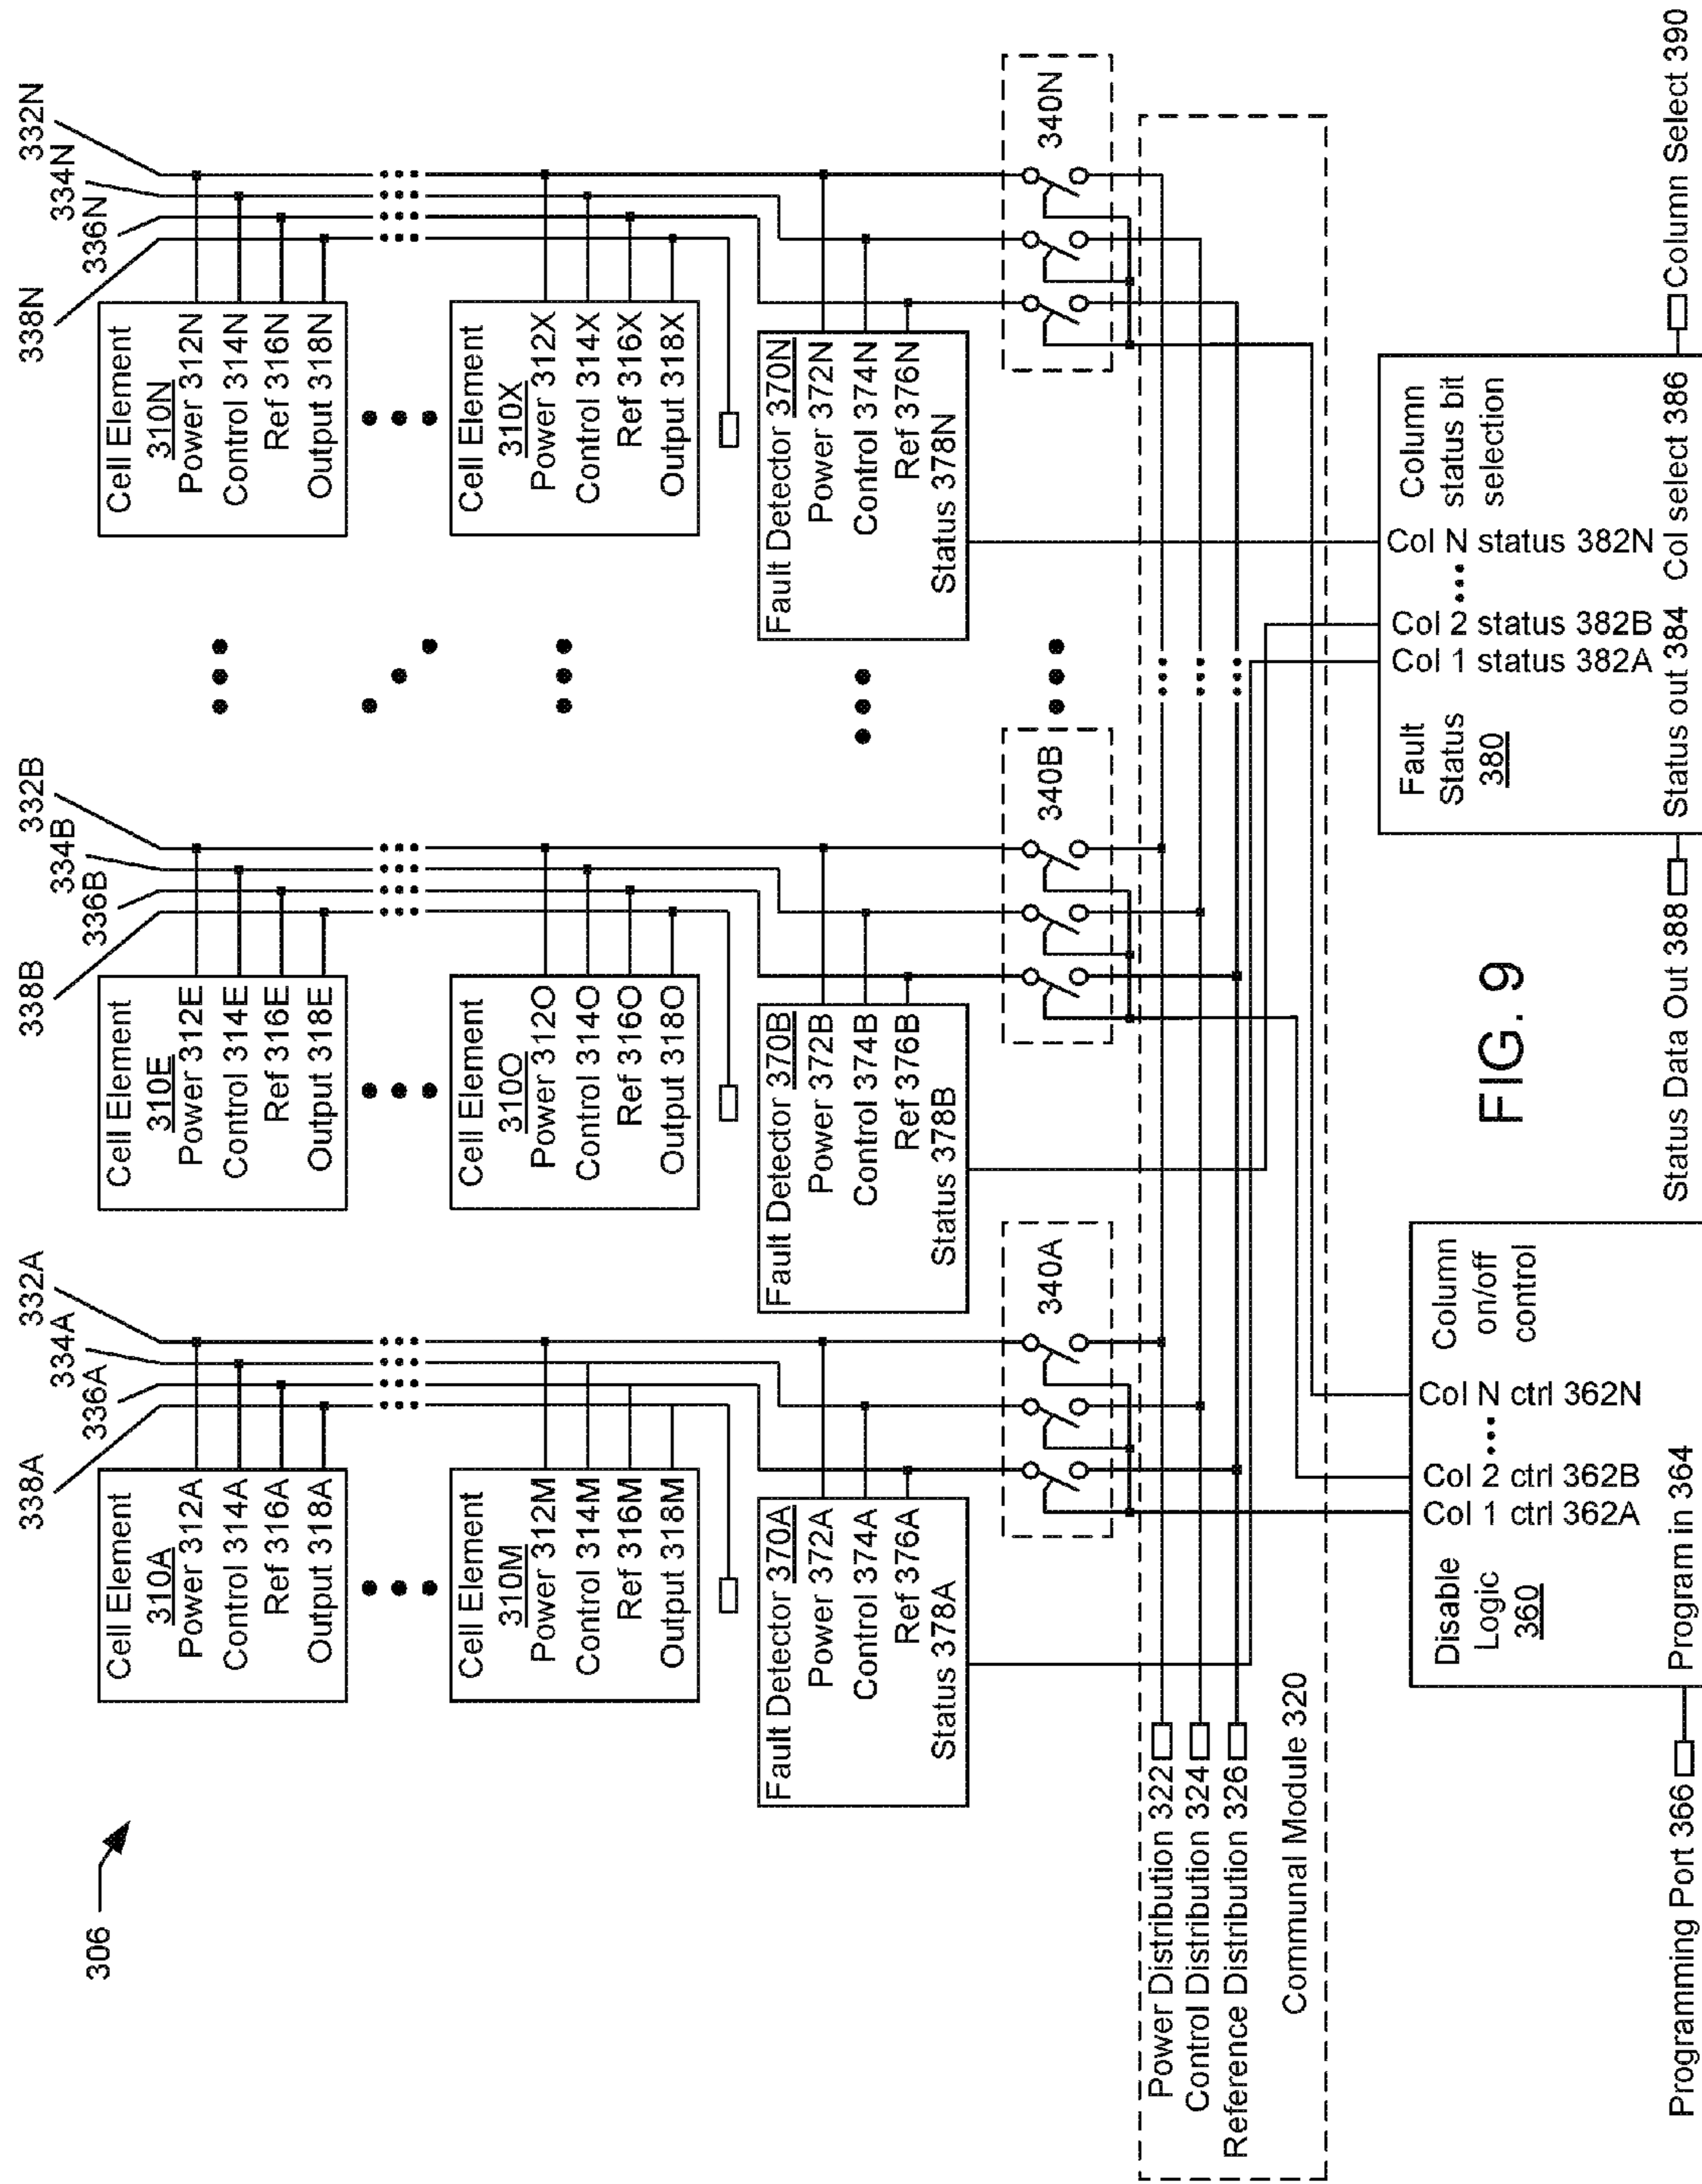 306
338A
336A
334A
332A
338B
336B
334B
332B
338N
336N
334N
332N
Cell Element
310A
Power 312A
Control 314A
Ref 316A
Output 318A
Cell Element
310E
Power 312E
Control 314E
Ref 316E
Output 318E
Cell Element
310N
Power 312N
Control 314N
Ref 316N
Output 318N
Cell Element
310M
Power 312M
Control 314M
Ref 316M
Output 318M
Cell Element
310O
Power 312O
Control 314O
Ref 316O
Output 318O
Cell Element
310X
Power 312X
Control 314X
Ref 316X
Output 318X
Fault Detector 370A
Power 372A
Control 374A
Ref 376A
Status 378A
Fault Detector 370B
Power 372B
Control 374B
Ref 376B
Status 378B
Fault Detector 370N
Power 372N
Control 374N
Ref 376N
Status 378N
340A
340B
340N
Power Distribution 322
Control Distribution 324
Reference Distribution 326
Communal Module 320
Disable
Logic
360
Col 1 ctrl 362A
Col 2 ctrl 362B
Col N ctrl 362N
Column
on/off
control
Program in 364
Programming Port 366
FIG. 9
Fault
Status
380
Col 1 status 382A
Col 2 status 382B
Col N status 382N
Column
status bit
selection
Status out 384
Col select 386
Status Data Out 388
Column Select 390